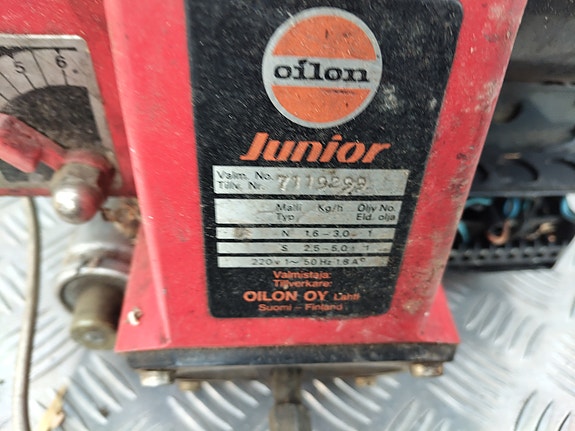 5 6
oilon
Junior
Valm. No.
Tillv. Nr. 7119299
Malli Kg/h Öljy No.
Typ Eld. olja
N 1,6 – 3,0 1
S 2,5 – 5,0 1
220 V 1~ 50 Hz 1,8 A
Valmistaja:
Tillverkare:
OILON OY Lahti
Suomi – Finland